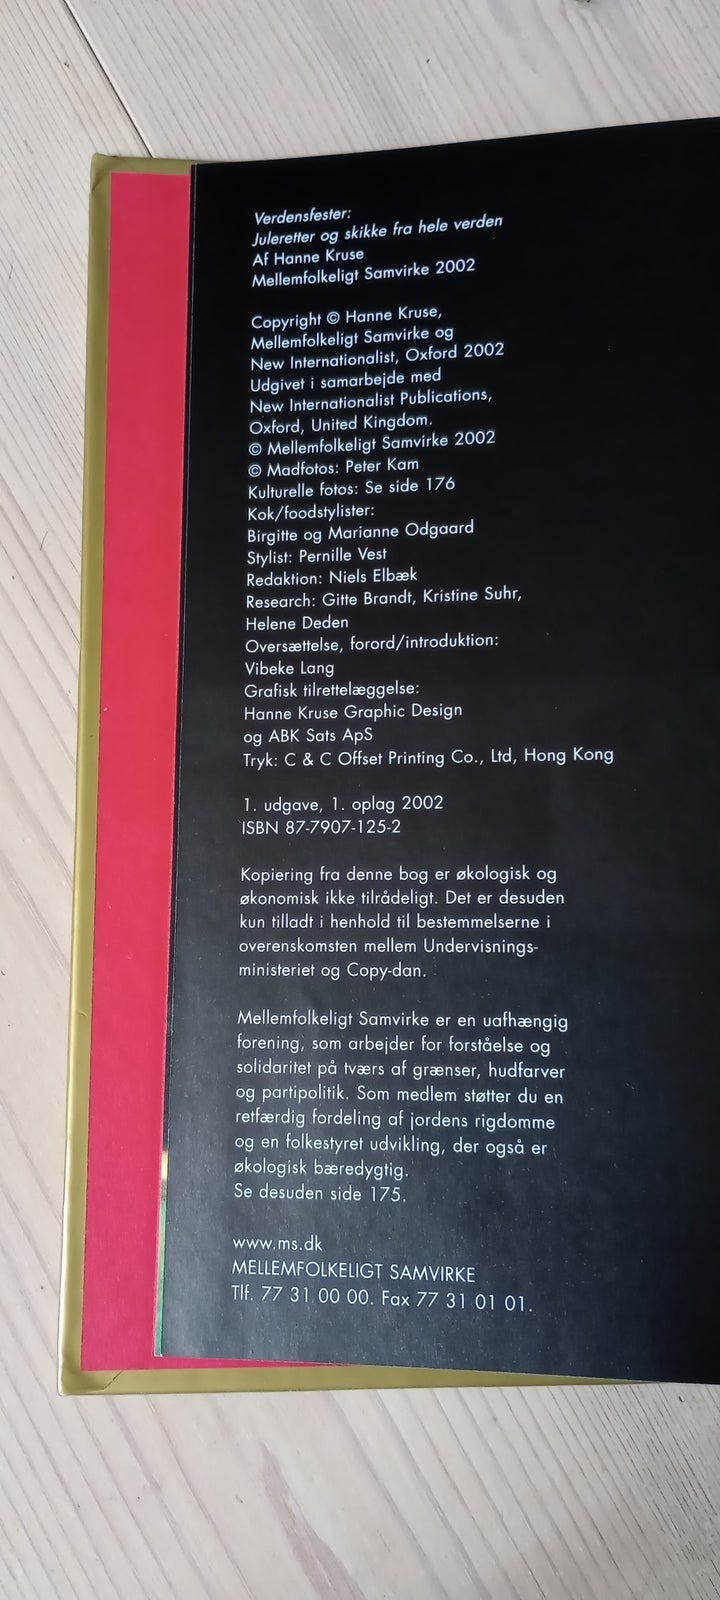 Verdensfester:
Juleretter og skikke fra hele verden
Af Hanne Kruse
Mellemfolkeligt Samvirke 2002
Copyright © Hanne Kruse,
Mellemfolkeligt Samvirke og
New Internationalist, Oxford 2002
Udgivet i samarbejde med
New Internationalist Publications,
Oxford, United Kingdom.
© Mellemfolkeligt Samvirke 2002
© Madfotos: Peter Kam
Kulturelle fotos: Se side 176
Kok/foodstylister:
Birgitte og Marianne Odgaard
Stylist: Pernille Vest
Redaktion: Niels Elbæk
Research: Gitte Brandt, Kristine Suhr,
Helene Deden
Oversættelse, forord/introduktion:
Vibeke Lang
Grafisk tilrettelæggelse:
Hanne Kruse Graphic Design
og ABK Sats ApS
Tryk: C & C Offset Printing Co., Ltd, Hong Kong
1. udgave, 1. oplag 2002
ISBN 87-7907-125-2
Kopiering fra denne bog er økologisk og
økonomisk ikke tilrådeligt. Det er desuden
kun tilladt i henhold til bestemmelserne i
overenskomsten mellem Undervisnings-
ministeriet og Copy-dan.
Mellemfolkeligt Samvirke er en uafhængig
forening, som arbejder for forståelse og
solidaritet på tværs af grænser, hudfarver
og partipolitik. Som medlem støtter du en
retfærdig fordeling af jordens rigdomme
og en folkestyret udvikling, der også er
økologisk bæredygtig.
Se desuden side 175.
www.ms.dk
MELLEMFOLKELIGT SAMVIRKE
Tlf. 77 31 00 00. Fax 77 31 01 01.